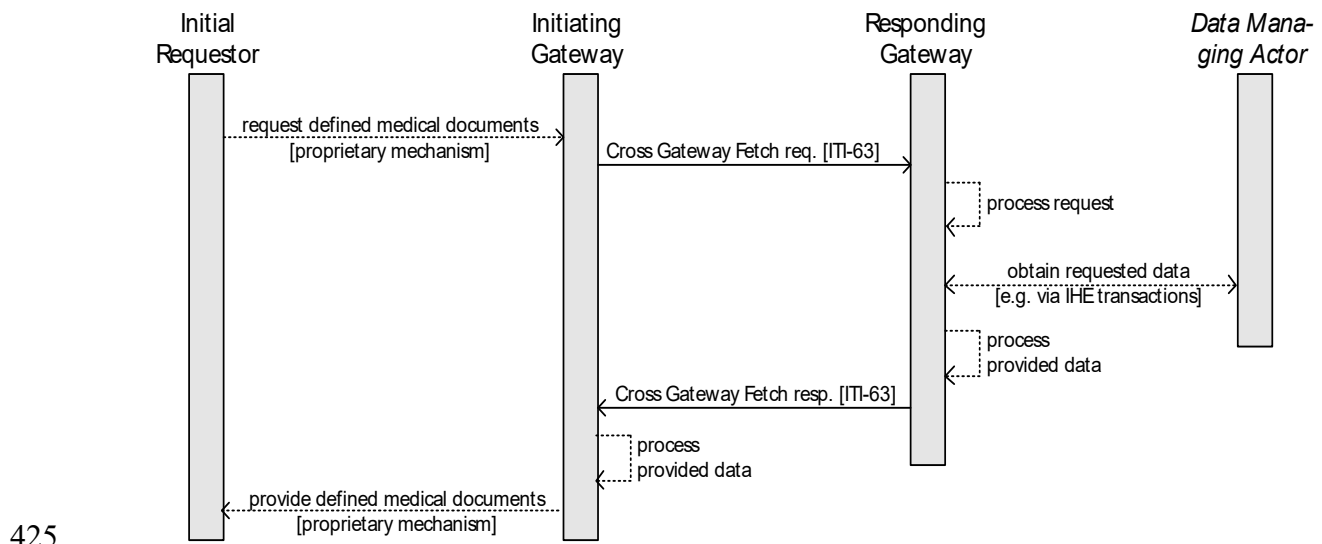 Initial
Requestor
Initiating
Gateway
Responding
Gateway
Data Mana-
ging Actor
request defined medical documents
[proprietary mechanism]
Cross Gateway Fetch req. [ITI-63]
process request
obtain requested data
[e.g. via IHE transactions]
process
provided data
Cross Gateway Fetch resp. [ITI-63]
process
provided data
provide defined medical documents
[proprietary mechanism]
425